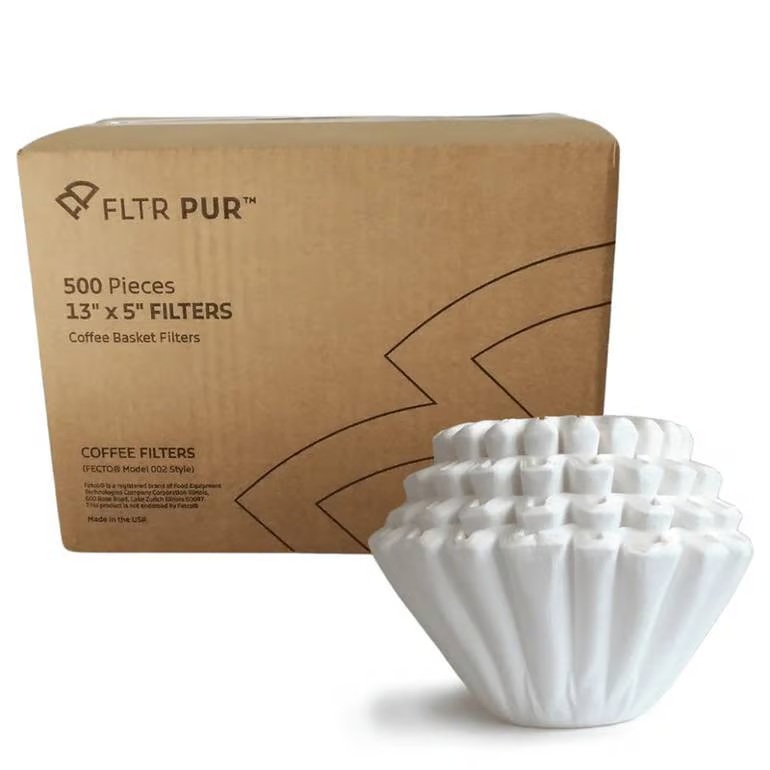 FLTR PUR™
500 Pieces
13" x 5" FILTERS
Coffee Basket Filters
COFFEE FILTERS
(FECTO® Model 002 Style)
Fetco® is a registered brand of Food Equipment
Technologies Company Corporation Illinois,
600 Rose Road, Lake Zurich Illinois 60047.
This product is not endorsed by Fetco®
Made in the USA